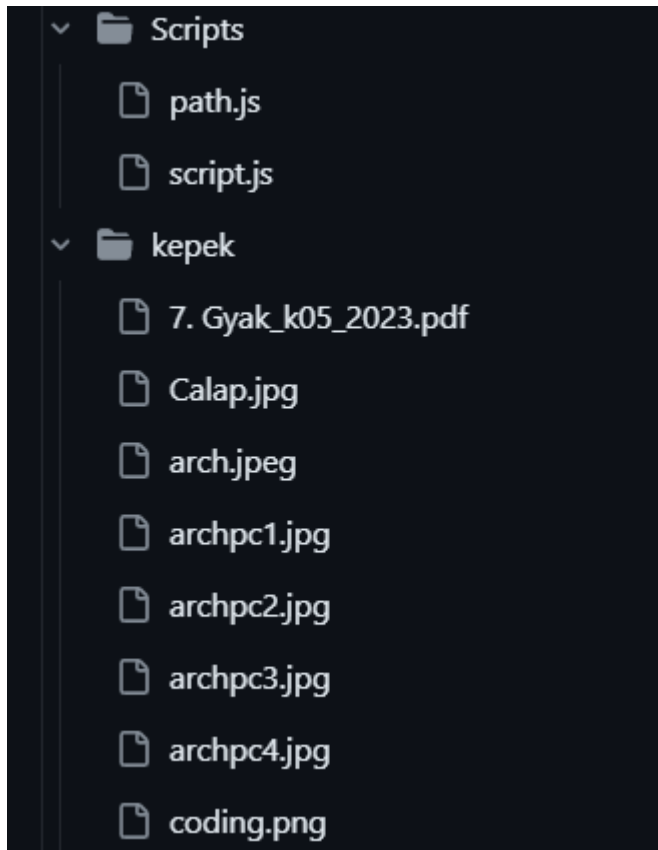 Scripts
path.js
script.js
kepek
7. Gyak_k05_2023.pdf
Calap.jpg
arch.jpeg
archpc1.jpg
archpc2.jpg
archpc3.jpg
archpc4.jpg
coding.png